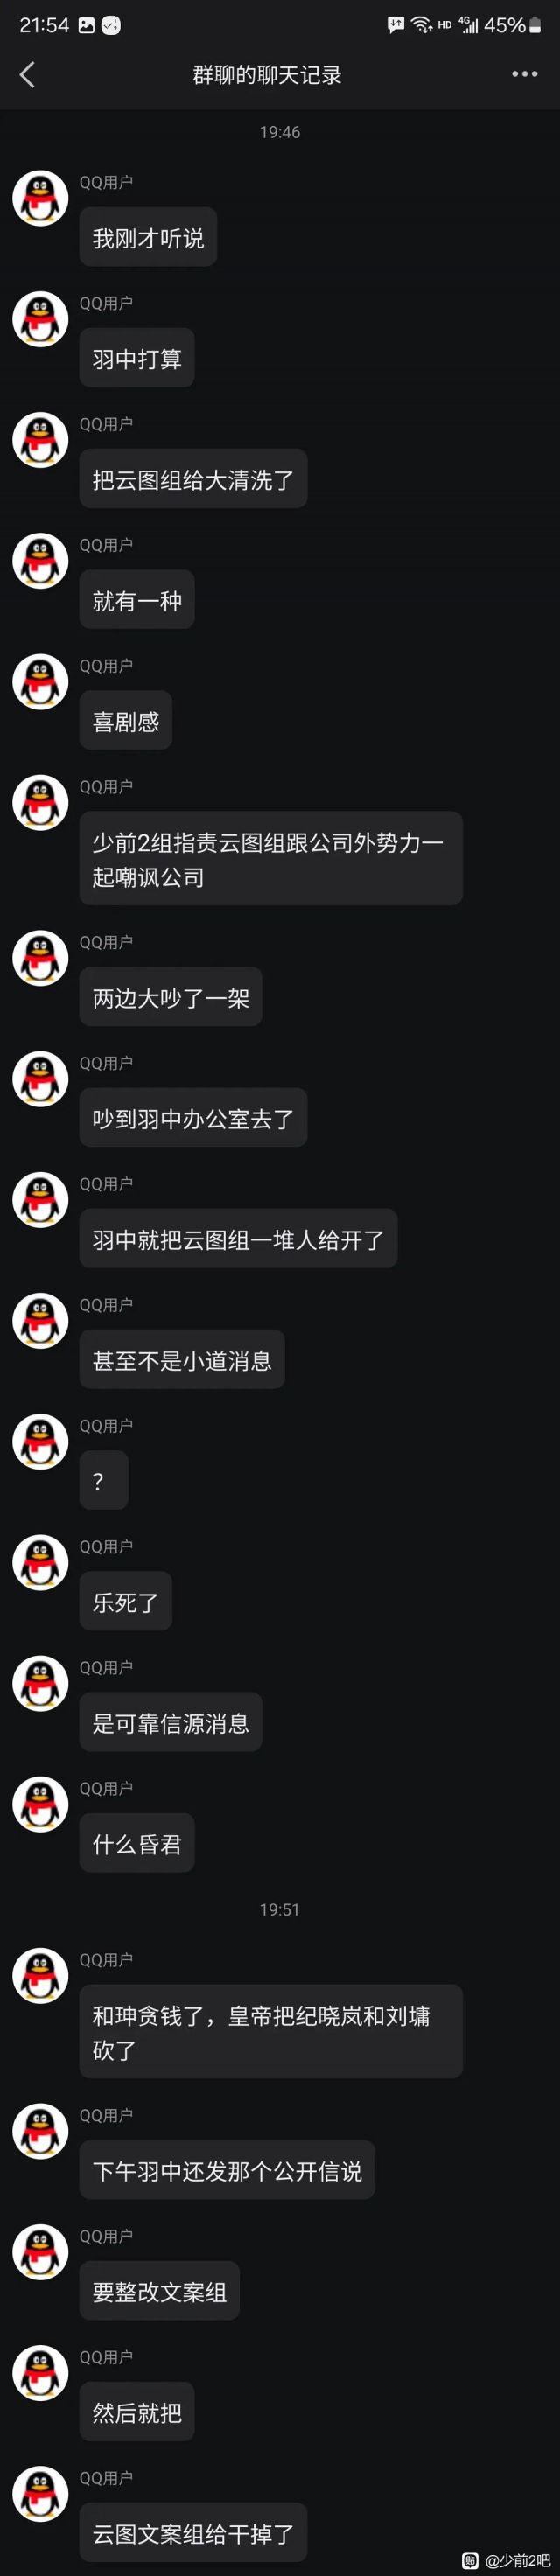 21:54
HD 4G 45%
群聊的聊天记录
19:46
QQ用户
我刚才听说
QQ用户
羽中打算
QQ用户
把云图组给大清洗了
QQ用户
就有一种
QQ用户
喜剧感
QQ用户
少前2组指责云图组跟公司外势力一
起嘲讽公司
QQ用户
两边大吵了一架
QQ用户
吵到羽中办公室去了
QQ用户
羽中就把云图组一堆人给开了
QQ用户
甚至不是小道消息
QQ用户
？
QQ用户
乐死了
QQ用户
是可靠信源消息
QQ用户
什么昏君
19:51
QQ用户
和珅贪钱了，皇帝把纪晓岚和刘墉
砍了
QQ用户
下午羽中还发那个公开信说
QQ用户
要整改文案组
QQ用户
然后就把
QQ用户
云图文案组给干掉了
贴 @少前2吧